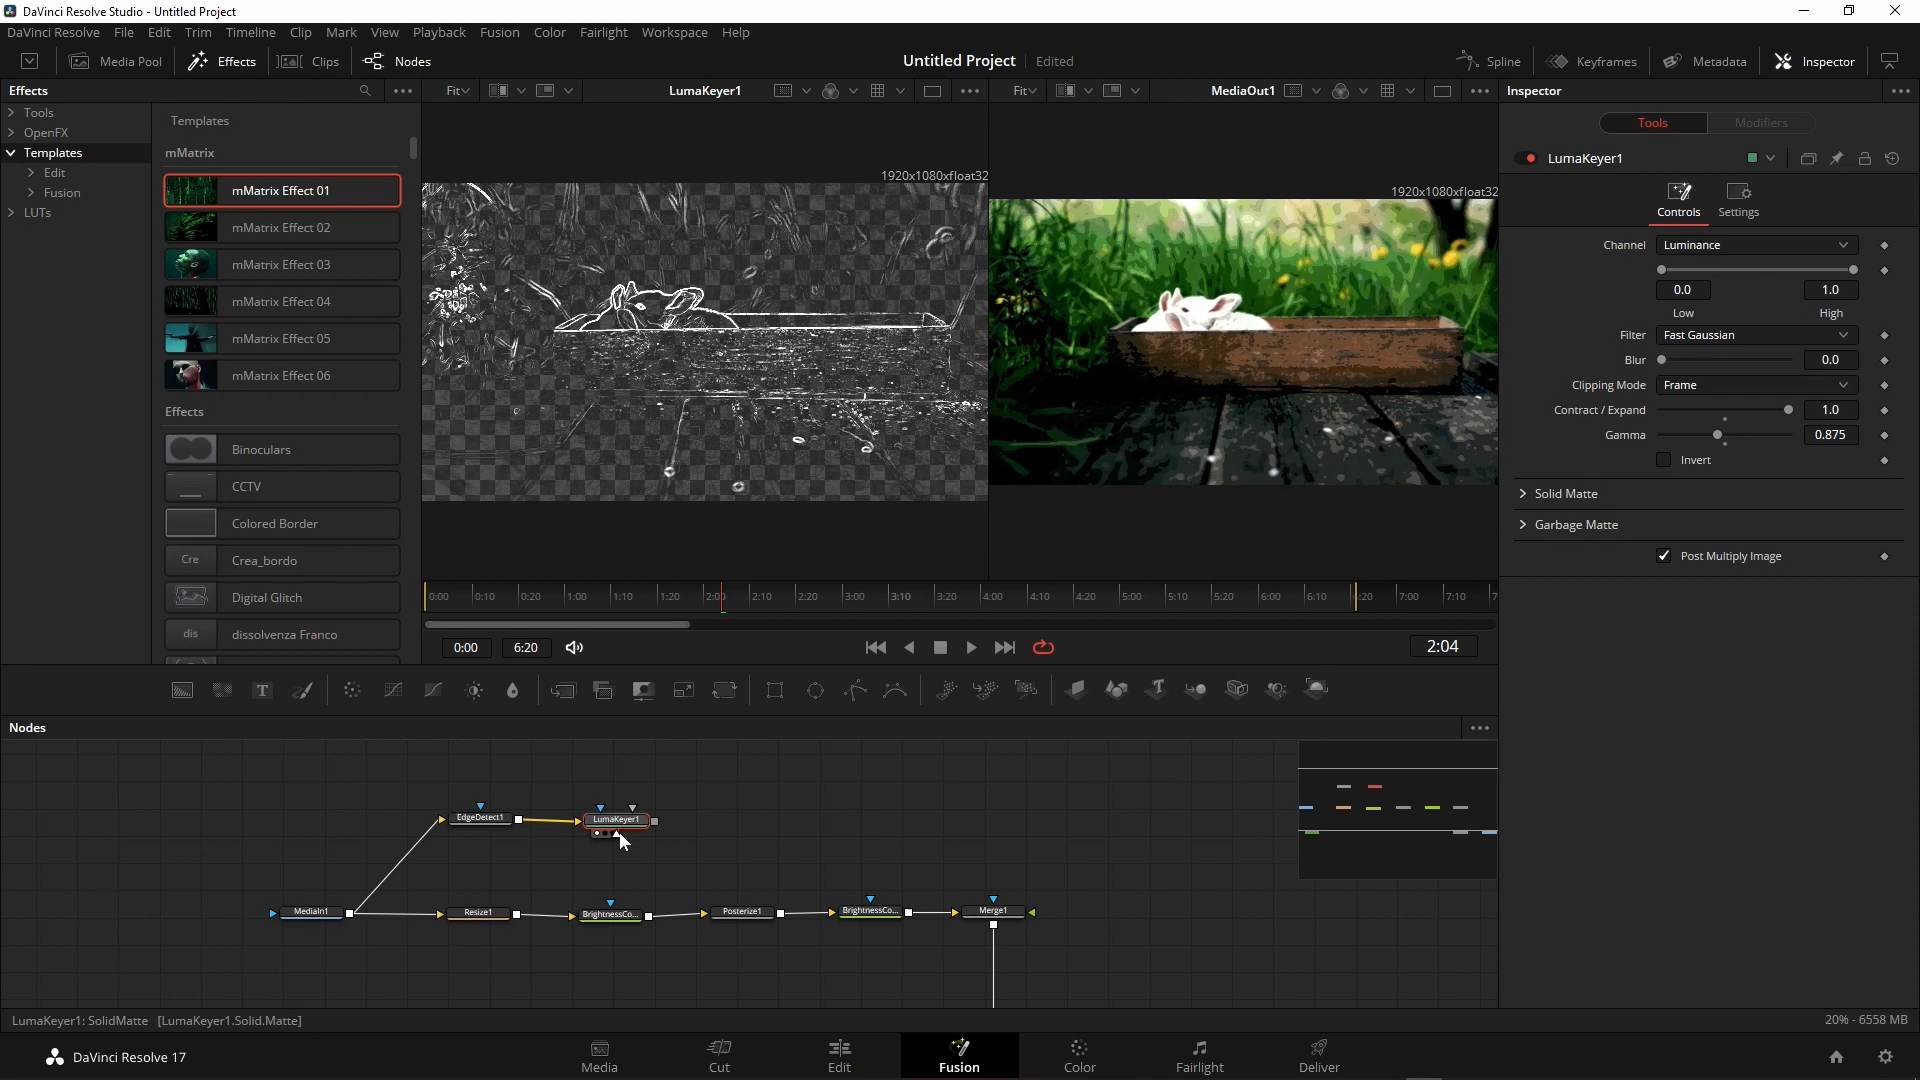 DaVinci Resolve Studio - Untitled Project
DaVinci Resolve File Edit Trim Timeline Clip Mark View Playback Fusion Color Fairlight Workspace Help
Media Pool Effects Clips Nodes Untitled Project Edited Spline Keyframes Metadata Inspector
Effects Fit LumaKeyer1 Fit MediaOut1 Inspector
Tools
OpenFX
Templates
Edit
Fusion
LUTs
Templates
mMatrix
mMatrix Effect 01
mMatrix Effect 02
mMatrix Effect 03
mMatrix Effect 04
mMatrix Effect 05
mMatrix Effect 06
Effects
Binoculars
CCTV
Colored Border
Cre Crea_bordo
Digital Glitch
dis dissolvenza Franco
1920x1080xfloat32
1920x1080xfloat32
0:00 0:10 0:20 1:00 1:10 1:20 2:00 2:10 2:20 3:00 3:10 3:20 4:00 4:10 4:20 5:00 5:10 5:20 6:00 6:10 :20 7:00 7:10 7
0:00 6:20 2:04
Tools Modifiers
LumaKeyer1
Controls Settings
Channel Luminance
0.0 1.0
Low High
Filter Fast Gaussian
Blur 0.0
Clipping Mode Frame
Contract / Expand 1.0
Gamma 0.875
Invert
Solid Matte
Garbage Matte
Post Multiply Image
Nodes
EdgeDetect1 LumaKeyer1
MediaIn1 Resize1 BrightnessCo... Posterize1 BrightnessCo... Merge1
LumaKeyer1: SolidMatte [LumaKeyer1.Solid.Matte] 20% - 6558 MB
DaVinci Resolve 17 Media Cut Edit Fusion Color Fairlight Deliver